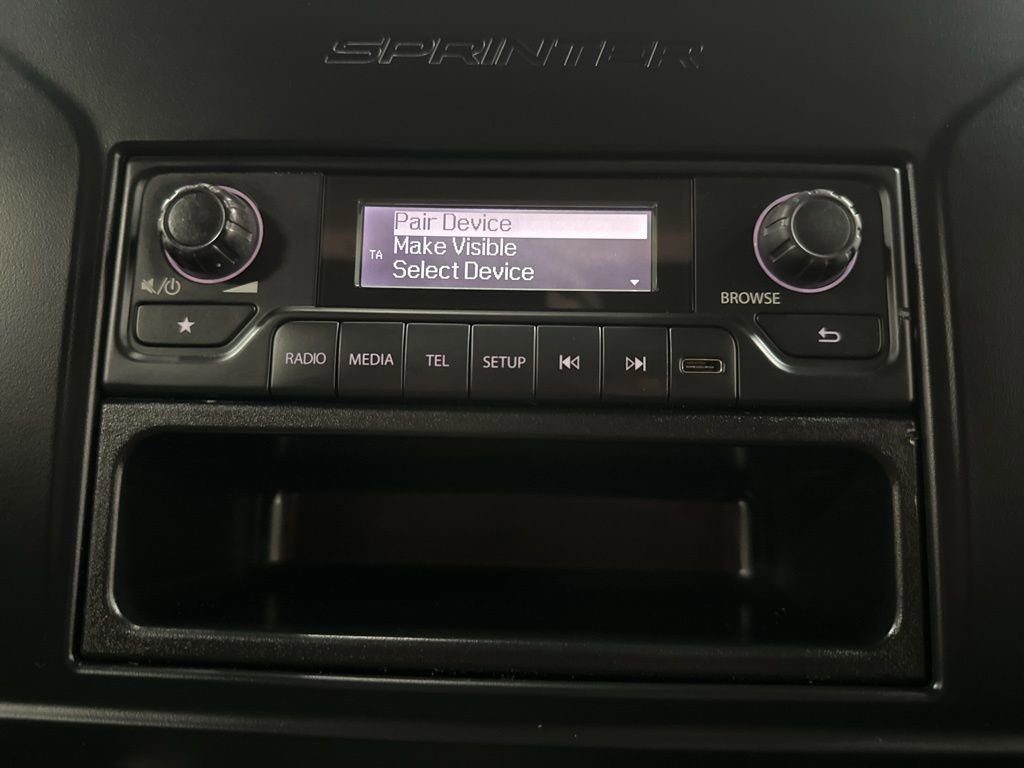 SPRINTER
Pair Device
Make Visible
TA
Select Device
BROWSE
RADIO
MEDIA
TEL
SETUP